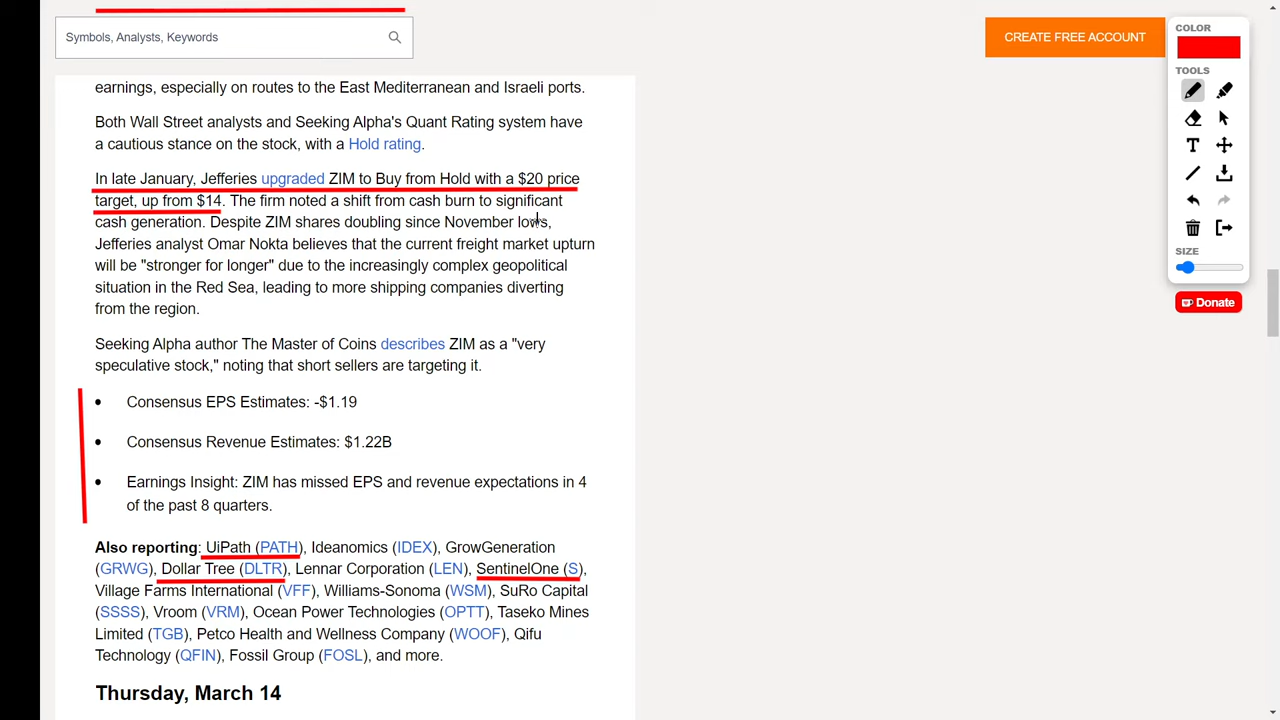 Symbols, Analysts, Keywords
CREATE FREE ACCOUNT
COLOR
TOOLS
SIZE
Donate
earnings, especially on routes to the East Mediterranean and Israeli ports.
Both Wall Street analysts and Seeking Alpha's Quant Rating system have
a cautious stance on the stock, with a Hold rating.
In late January, Jefferies upgraded ZIM to Buy from Hold with a $20 price
target, up from $14. The firm noted a shift from cash burn to significant
cash generation. Despite ZIM shares doubling since November lows,
Jefferies analyst Omar Nokta believes that the current freight market upturn
will be "stronger for longer" due to the increasingly complex geopolitical
situation in the Red Sea, leading to more shipping companies diverting
from the region.
Seeking Alpha author The Master of Coins describes ZIM as a "very
speculative stock," noting that short sellers are targeting it.
• Consensus EPS Estimates: -$1.19
• Consensus Revenue Estimates: $1.22B
• Earnings Insight: ZIM has missed EPS and revenue expectations in 4
of the past 8 quarters.
Also reporting: UiPath (PATH), Ideanomics (IDEX), GrowGeneration
(GRWG), Dollar Tree (DLTR), Lennar Corporation (LEN), SentinelOne (S),
Village Farms International (VFF), Williams-Sonoma (WSM), SuRo Capital
(SSSS), Vroom (VRM), Ocean Power Technologies (OPTT), Taseko Mines
Limited (TGB), Petco Health and Wellness Company (WOOF), Qifu
Technology (QFIN), Fossil Group (FOSL), and more.
Thursday, March 14